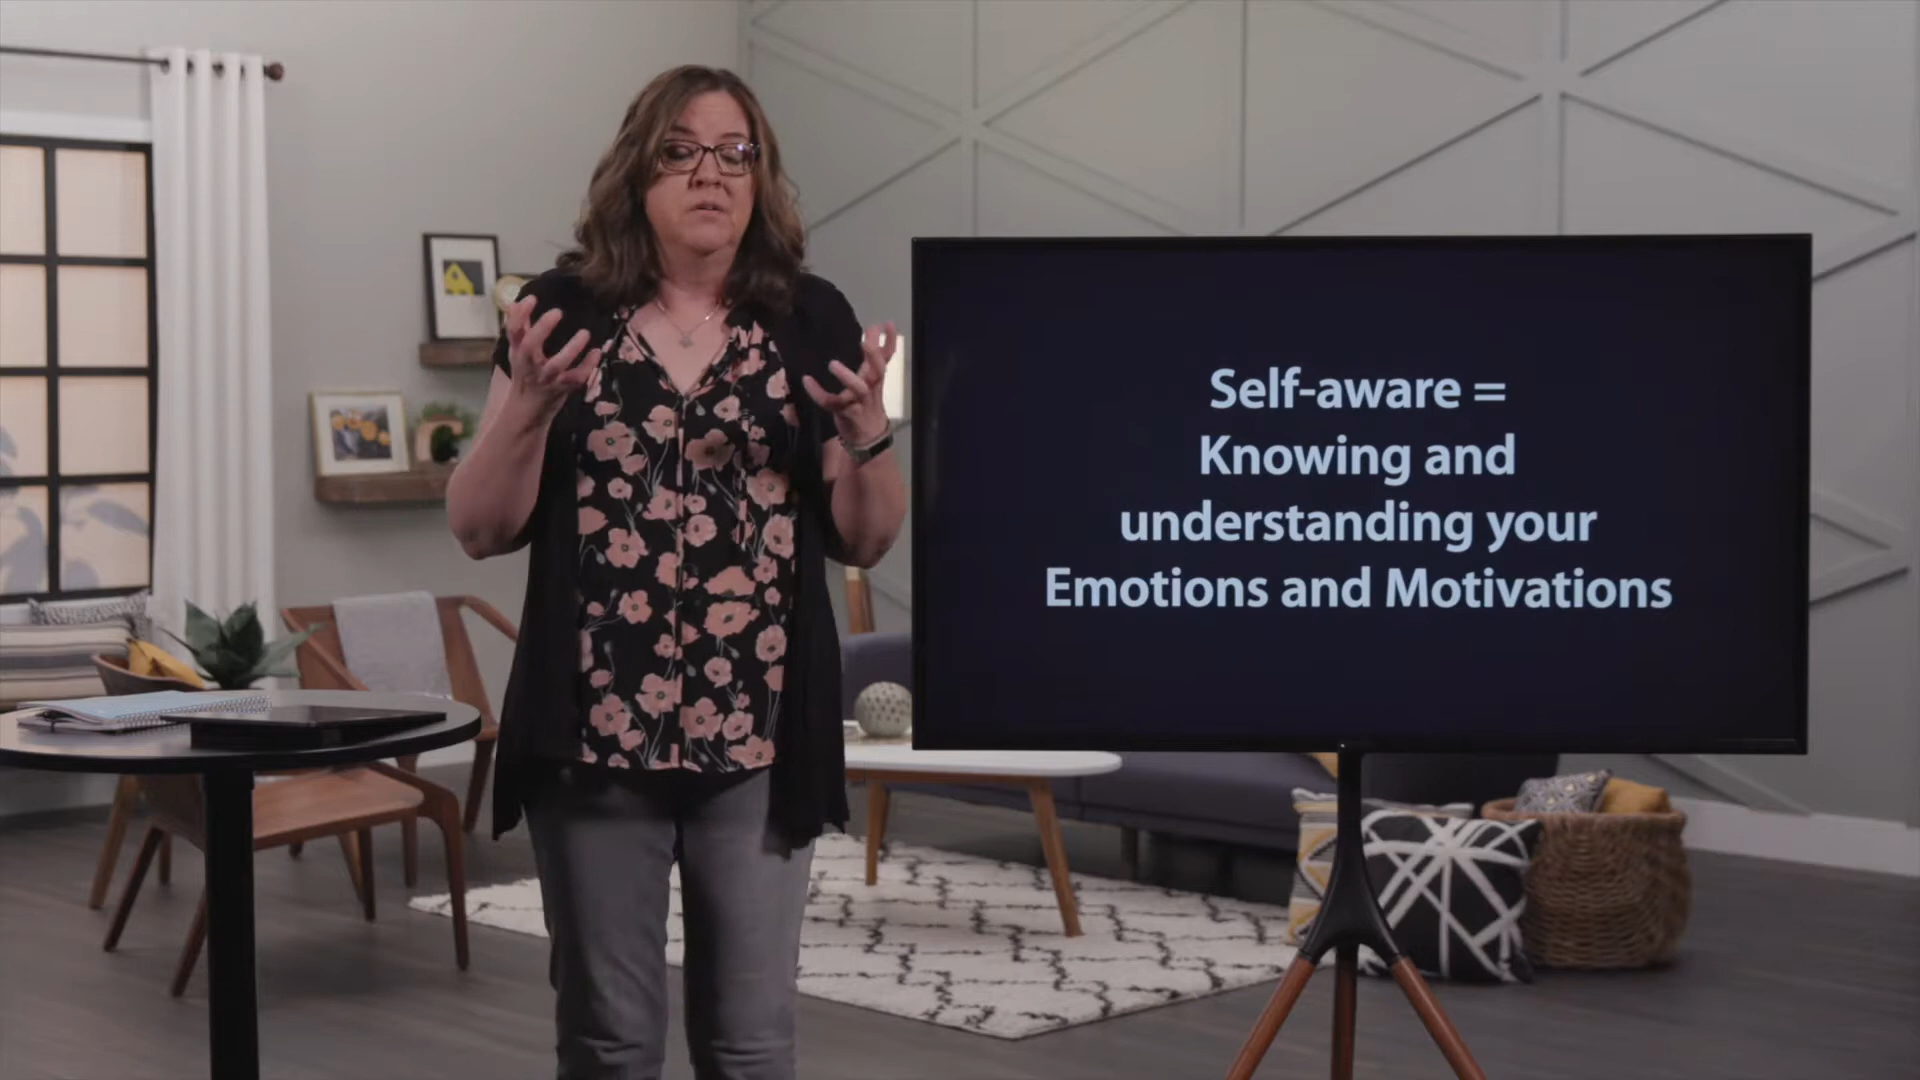 Self-aware =
Knowing and
understanding your
Emotions and Motivations